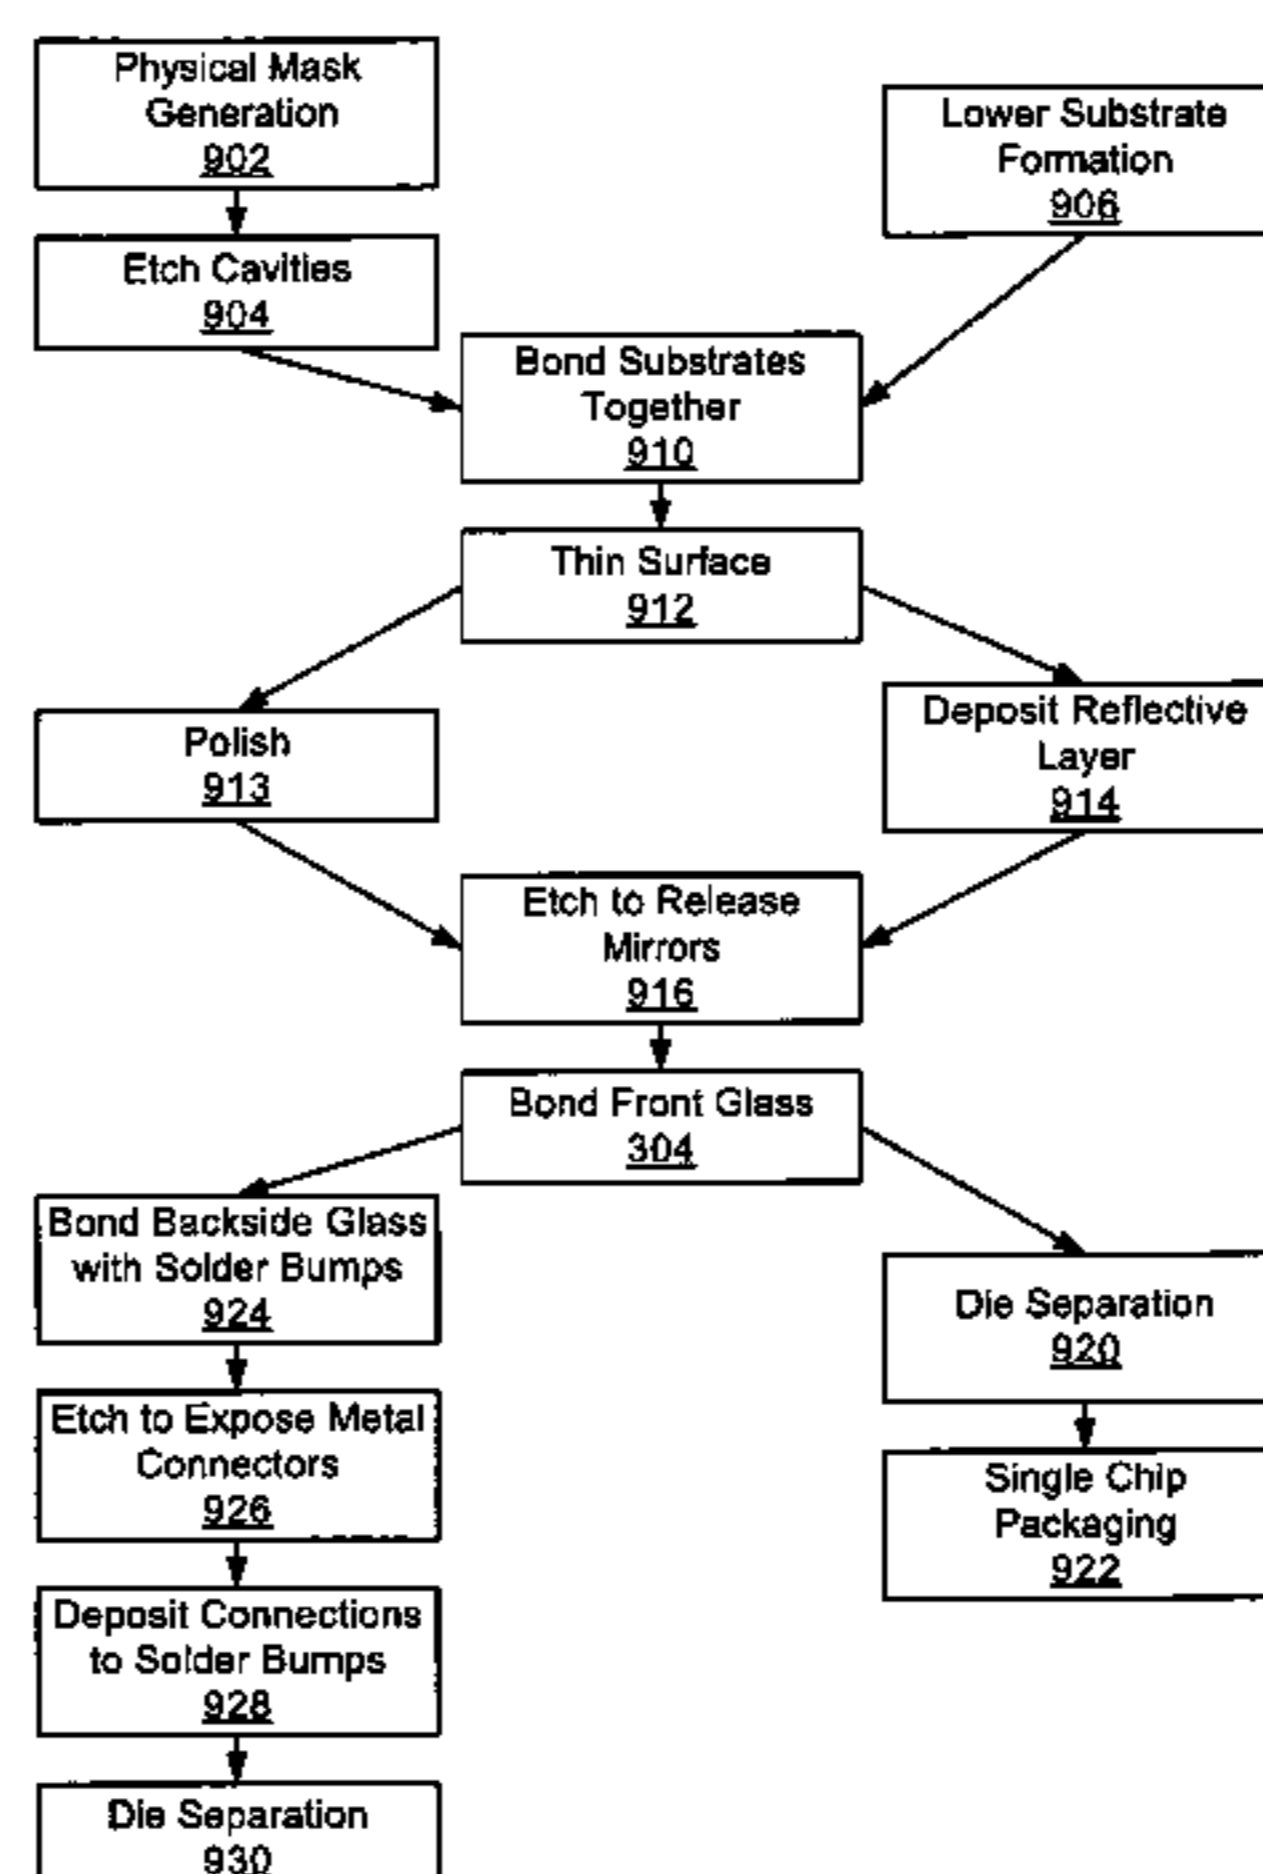 Physical Mask
Generation
902
Lower Substrate
Formation
906
Etch Cavities
904
Bond Substrates
Together
910
Thin Surface
912
Polish
913
Deposit Reflective
Layer
914
Etch to Release
Mirrors
916
Bond Front Glass
304
Bond Backside Glass
with Solder Bumps
924
Die Separation
920
Etch to Expose Metal
Connectors
926
Single Chip
Packaging
922
Deposit Connections
to Solder Bumps
928
Die Separation
930